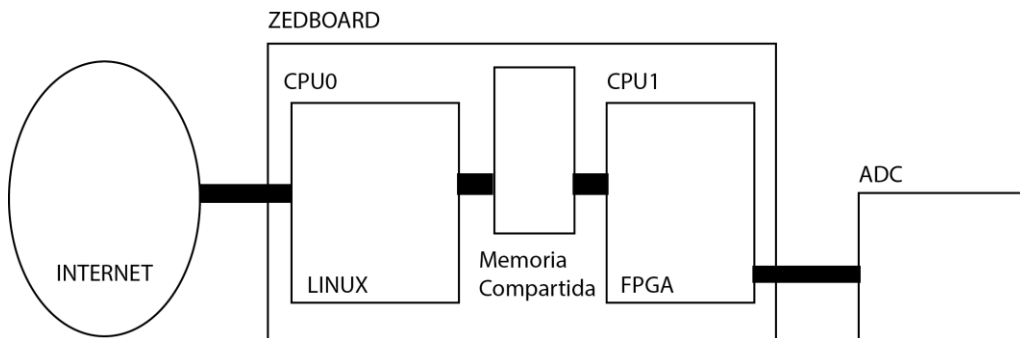 ZEDBOARD
CPU0
CPU1
ADC
INTERNET
LINUX
Memoria
Compartida
FPGA